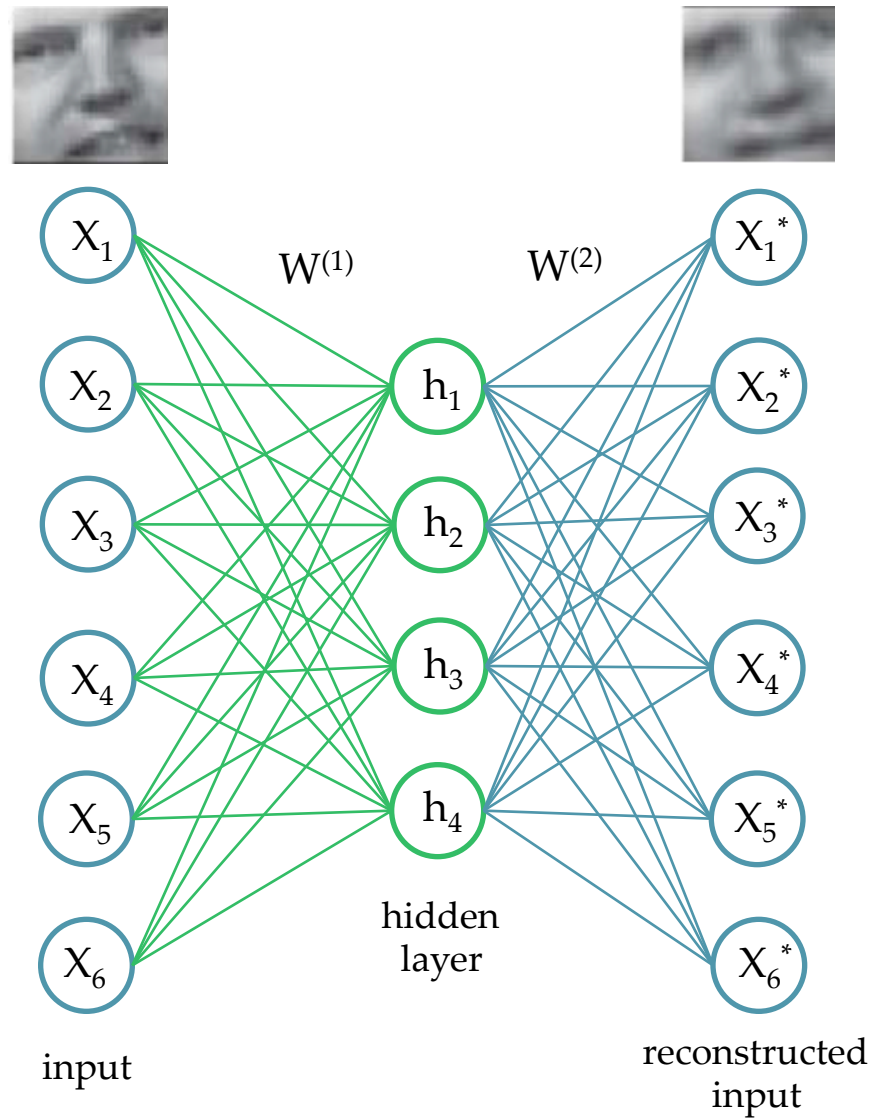 W⁽¹⁾
W⁽²⁾
X₁
X₂
X₃
X₄
X₅
X₆
input
h₁
h₂
h₃
h₄
hidden
layer
X₁*
X₂*
X₃*
X₄*
X₅*
X₆*
reconstructed
input